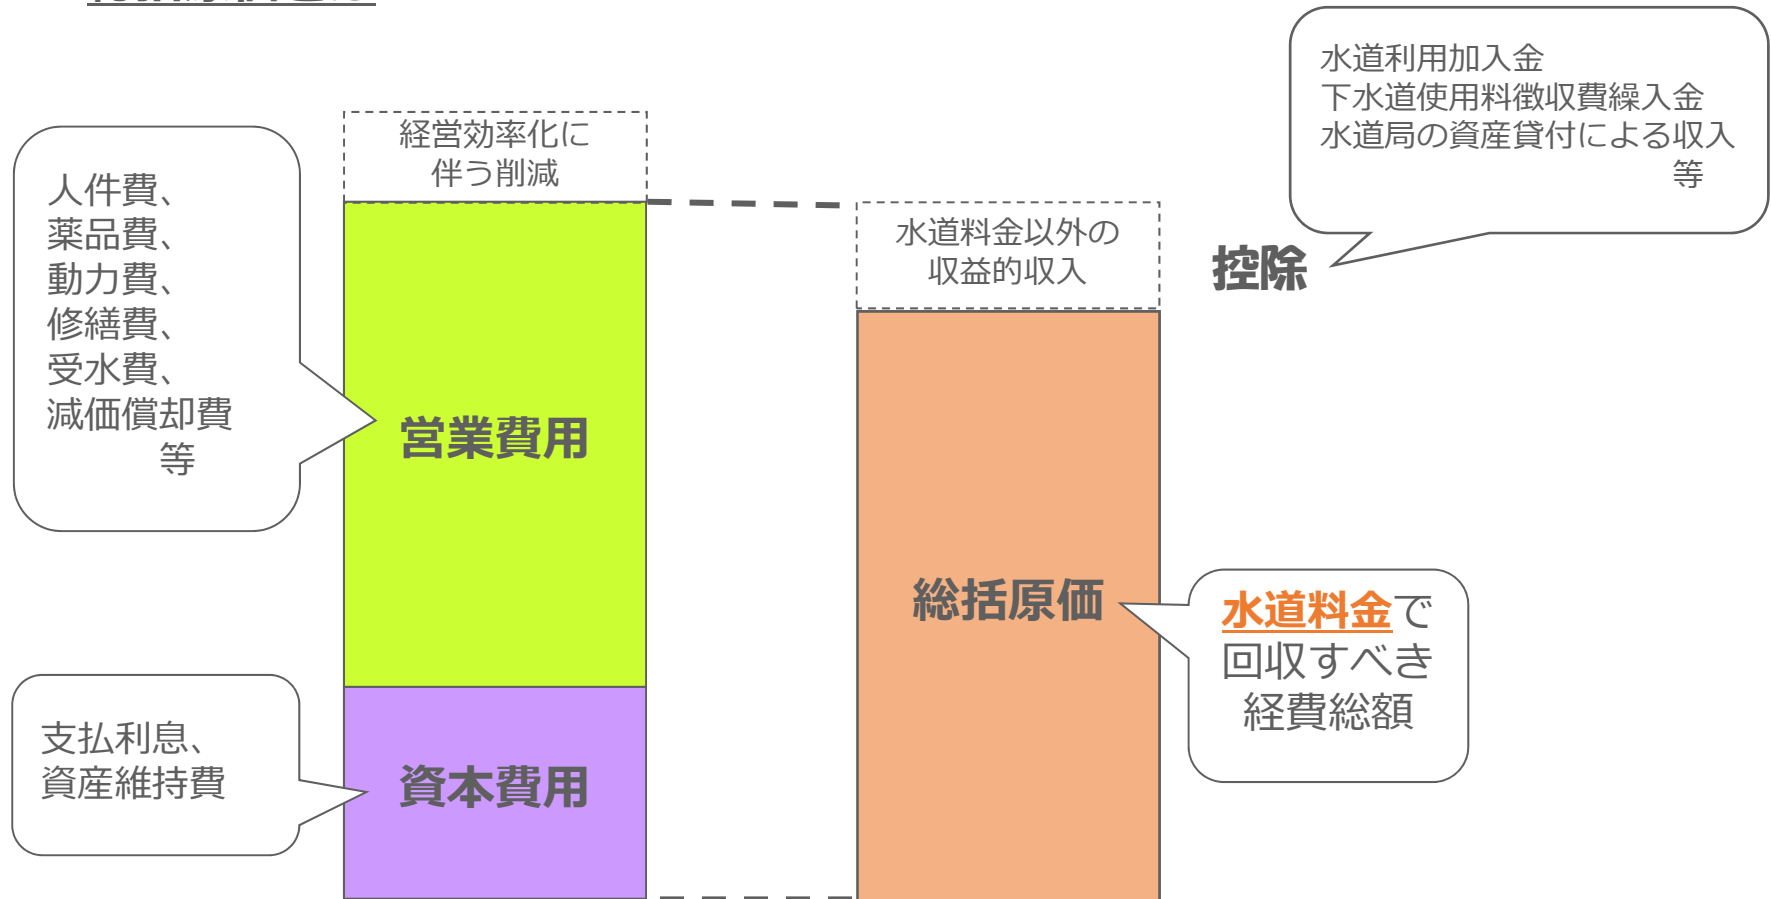 経営効率化に
伴う削減
人件費、
薬品費、
動力費、
修繕費、
受水費、
減価償却費
等
営業費用
支払利息、
資産維持費
資本費用
水道料金以外の
収益的収入
控除
水道利用加入金
下水道使用料徴収費繰入金
水道局の資産貸付による収入
等
総括原価
水道料金で
回収すべき
経費総額